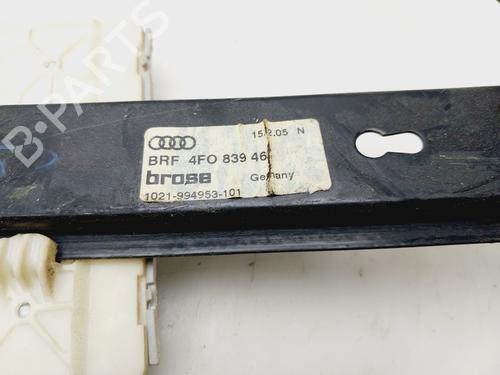 B-PARTS
15.2.05 N
BRF 4F0 839 46
brose
Germany
1021-994953-101